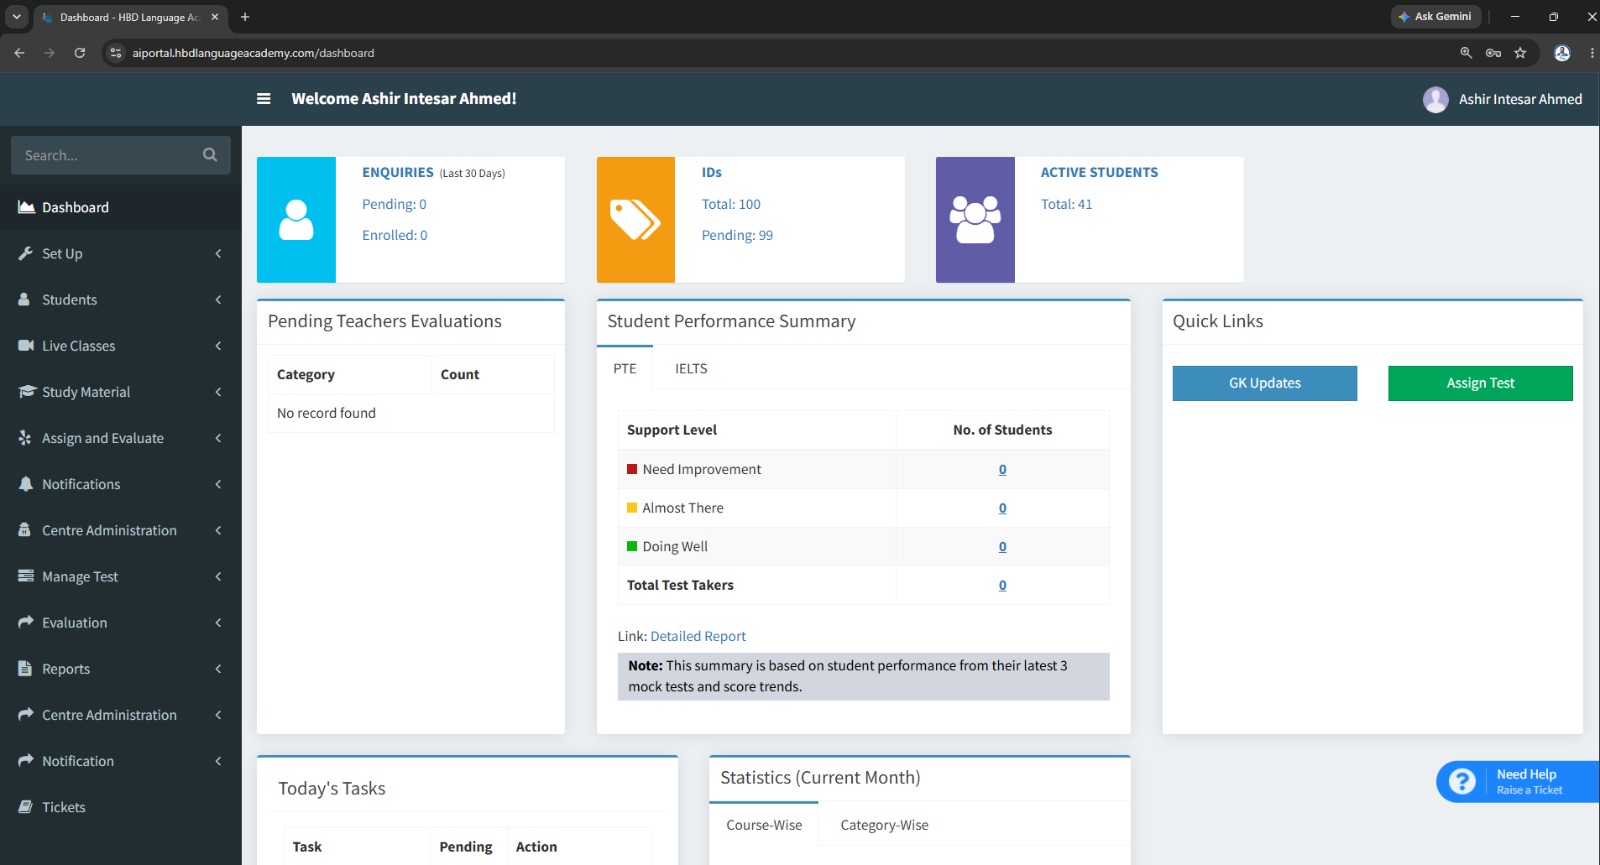 Dashboard - HBD Language Ac
Ask Gemini
aiportal.hbdlanguageacademy.com/dashboard
Welcome Ashir Intesar Ahmed!
Ashir Intesar Ahmed
Search...
Dashboard
Set Up
Students
Live Classes
Study Material
Assign and Evaluate
Notifications
Centre Administration
Manage Test
Evaluation
Reports
Centre Administration
Notification
Tickets
ENQUIRIES (Last 30 Days)
Pending: 0
Enrolled: 0
IDs
Total: 100
Pending: 99
ACTIVE STUDENTS
Total: 41
Pending Teachers Evaluations
Category Count
No record found
Student Performance Summary
PTE IELTS
Support Level No. of Students
Need Improvement 0
Almost There 0
Doing Well 0
Total Test Takers 0
Link: Detailed Report
Note: This summary is based on student performance from their latest 3
mock tests and score trends.
Quick Links
GK Updates Assign Test
Today's Tasks
Task Pending Action
Statistics (Current Month)
Course-Wise Category-Wise
Need Help
Raise a Ticket